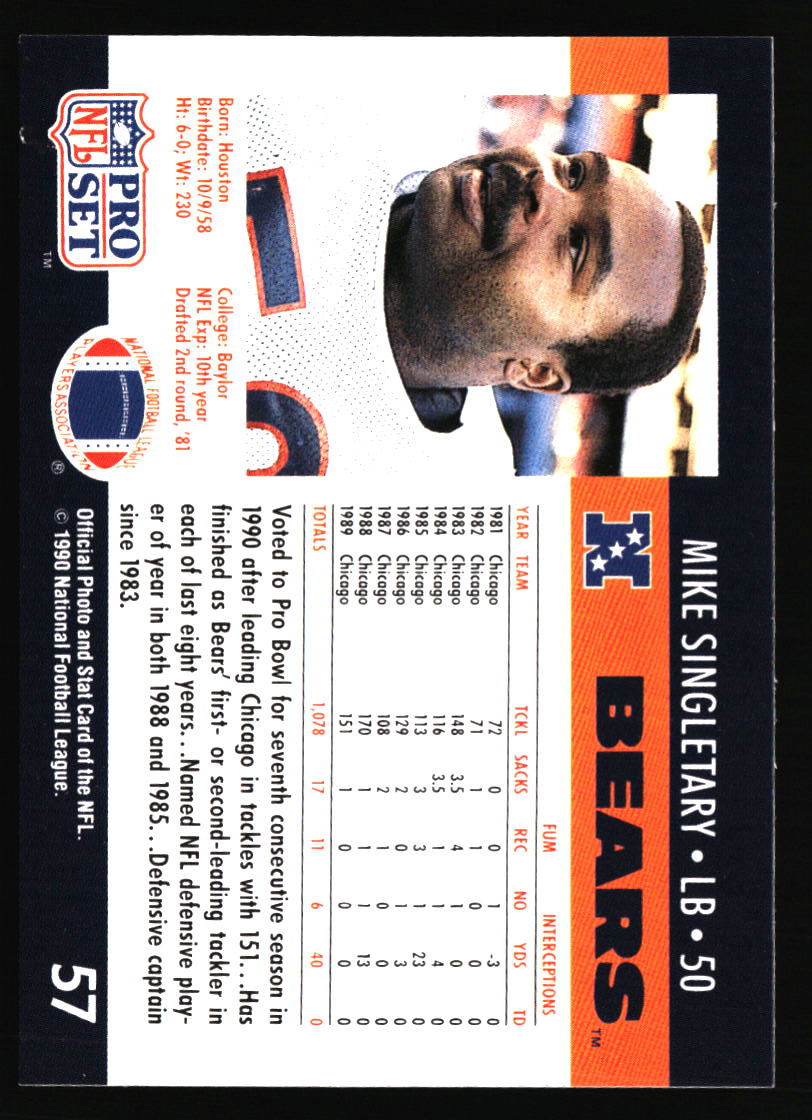 MIKE SINGLETARY • LB • 50
BEARS™
FUM INTERCEPTIONS
YEAR TEAM TCKL SACKS REC NO YDS TD
1981 Chicago 72 0 0 1 -3 0
1982 Chicago 71 1 1 0 0 0
1983 Chicago 148 3.5 4 1 0 0
1984 Chicago 116 3.5 1 1 4 0
1985 Chicago 113 3 3 1 23 0
1986 Chicago 129 2 0 1 3 0
1987 Chicago 108 2 1 0 0 0
1988 Chicago 170 1 1 1 13 0
1989 Chicago 151 1 0 0 0 0
TOTALS 1,078 17 11 6 40 0
Voted to Pro Bowl for seventh consecutive season in
1990 after leading Chicago in tackles with 151...Has
finished as Bears' first- or second-leading tackler in
each of last eight years...Named NFL defensive play-
er of year in both 1988 and 1985...Defensive captain
since 1983.
Born: Houston
Birthdate: 10/9/58
Ht: 6-0; Wt: 230
College: Baylor
NFL Exp: 10th year
Drafted 2nd round, '81
NFL
PRO
SET
™
NATIONAL FOOTBALL LEAGUE
PLAYERS ASSOCIATION
®
Official Photo and Stat Card of the NFL.
© 1990 National Football League.
57